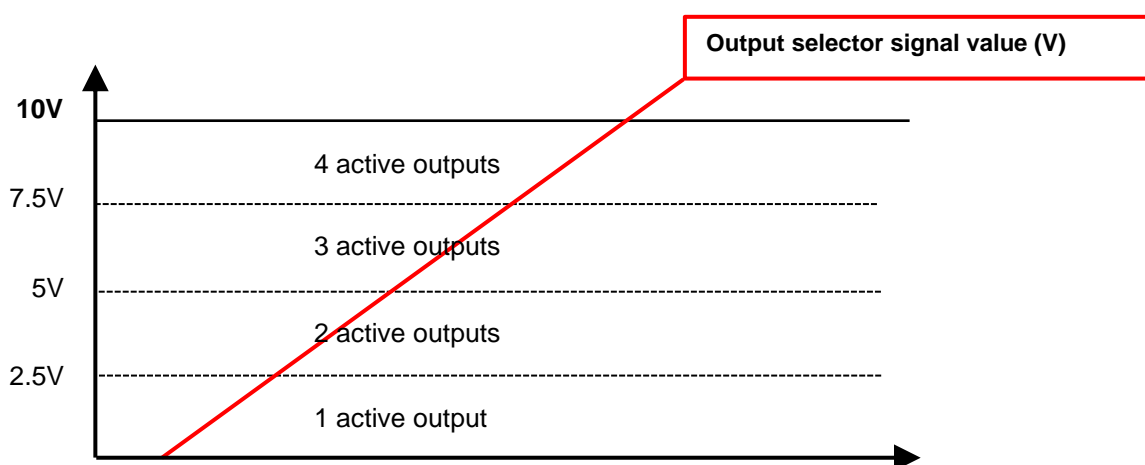 Output selector signal value (V)
10V
4 active outputs
7.5V
3 active outputs
5V
2 active outputs
2.5V
1 active output